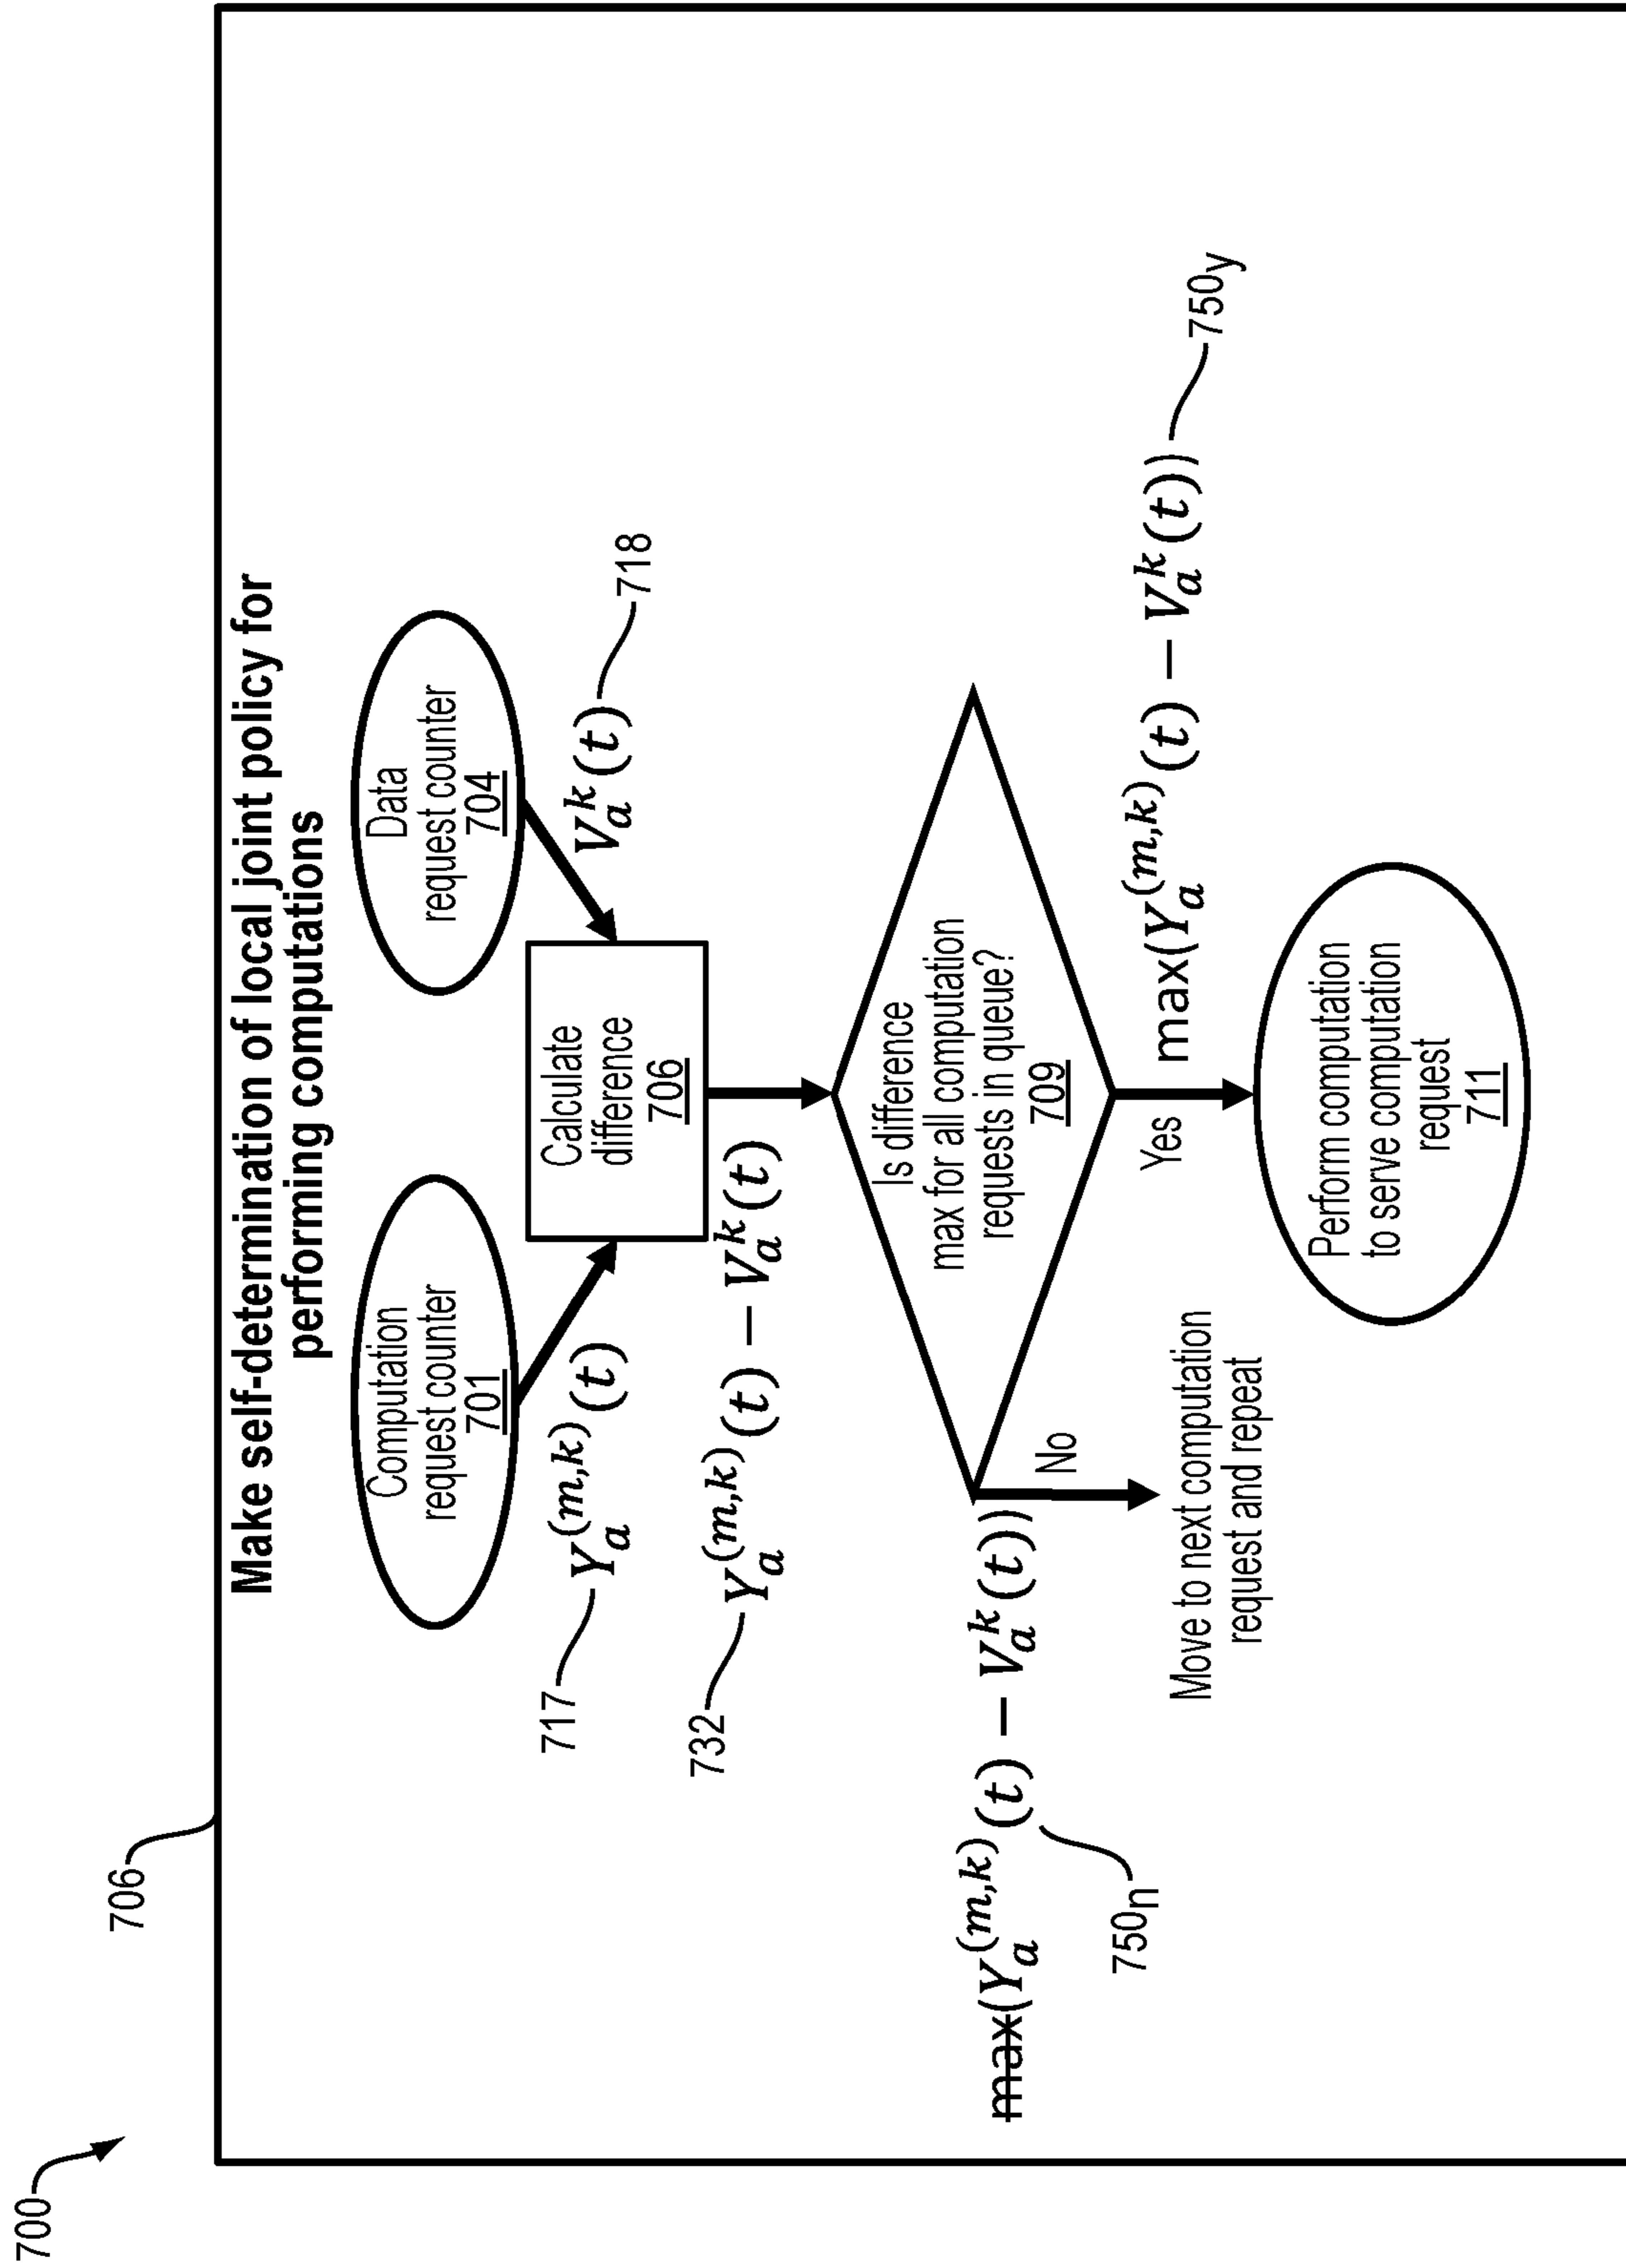 700
706
Make self-determination of local joint policy for
performing computations
Computation
request counter
701
Data
request counter
704
717
Y_a^{(m,k)}(t)
V_a^k(t)
718
Calculate
difference
706
732
Y_a^{(m,k)}(t) − V_a^k(t)
Is difference
max for all computation
requests in queue?
709
max(Y_a^{(m,k)}(t) − V_a^k(t))
750n
No
Move to next computation
request and repeat
Yes
max(Y_a^{(m,k)}(t) − V_a^k(t))
750y
Perform computation
to serve computation
request
711